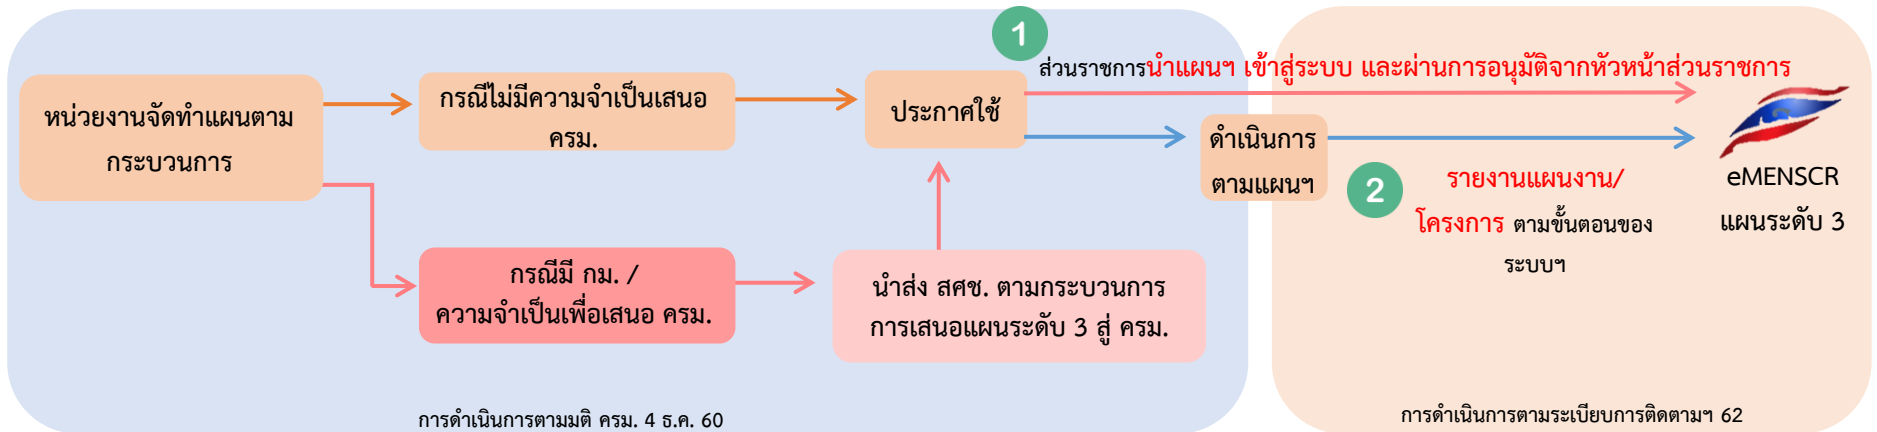 1
ส่วนราชการนำแผนฯ เข้าสู่ระบบ และผ่านการอนุมัติจากหัวหน้าส่วนราชการ
หน่วยงานจัดทำแผนตาม
กระบวนการ
กรณีไม่มีความจำเป็นเสนอ
ครม.
ประกาศใช้
ดำเนินการ
ตามแผนฯ
2
รายงานแผนงาน/
โครงการ ตามขั้นตอนของ
ระบบฯ
eMENSCR
แผนระดับ 3
กรณีมี กม. /
ความจำเป็นเพื่อเสนอ ครม.
นำส่ง สศช. ตามกระบวนการ
การเสนอแผนระดับ 3 สู่ ครม.
การดำเนินการตามมติ ครม. 4 ธ.ค. 60
การดำเนินการตามระเบียบการติดตามฯ 62